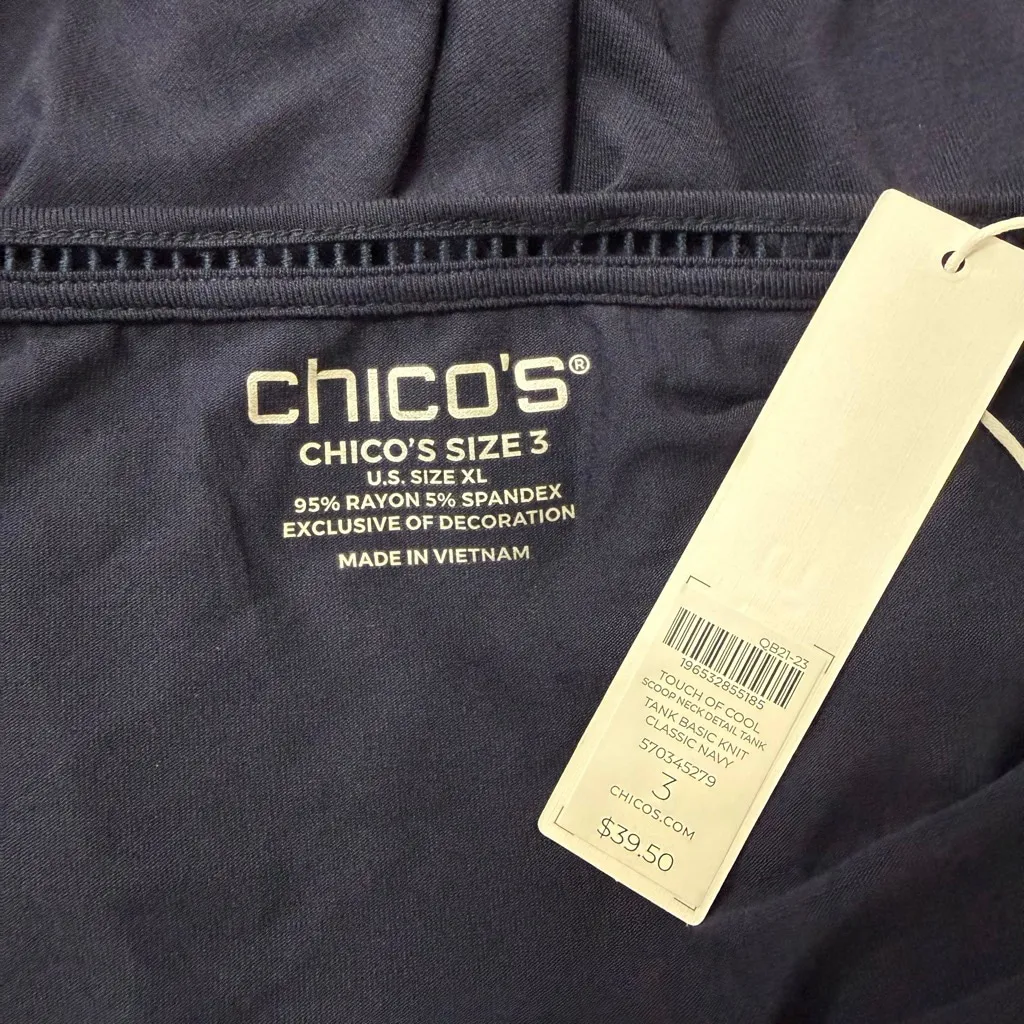 chico's®
CHICO'S SIZE 3
U.S. SIZE XL
95% RAYON 5% SPANDEX
EXCLUSIVE OF DECORATION
MADE IN VIETNAM
QB21-23
196532855185
TOUCH OF COOL
SCOOP NECK DETAIL TANK
TANK BASIC KNIT
CLASSIC NAVY
570345279
3
CHICOS.COM
$39.50